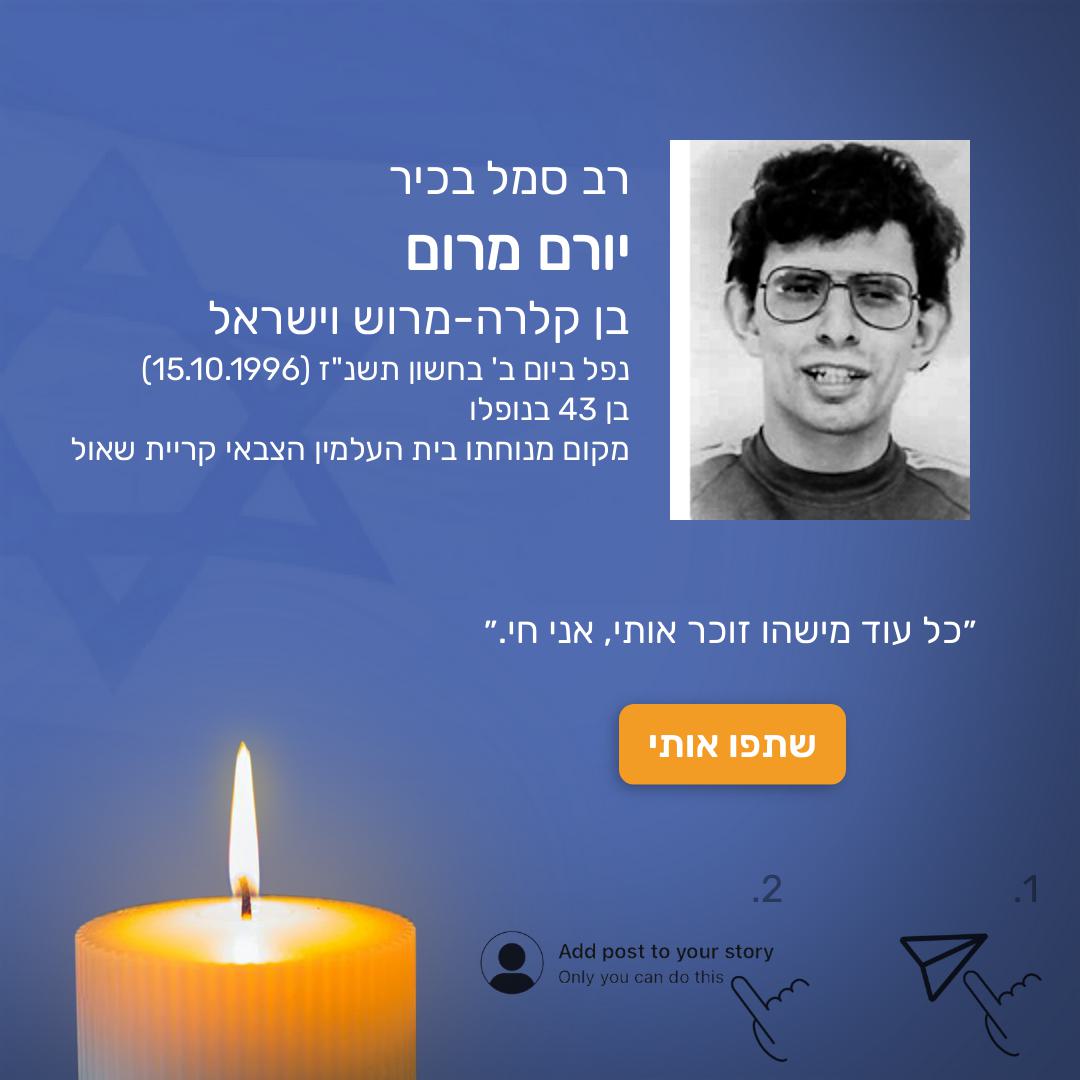 רב סמל בכיר
יורם מרום
בן קלרה-מרוש וישראל
נפל ביום ב' בחשון תשנ"ז (15.10.1996)
בן 43 בנופלו
מקום מנוחתו בית העלמין הצבאי קריית שאול
״כל עוד מישהו זוכר אותי, אני חי.״
שתפו אותי
1.
2.
Add post to your story
Only you can do this